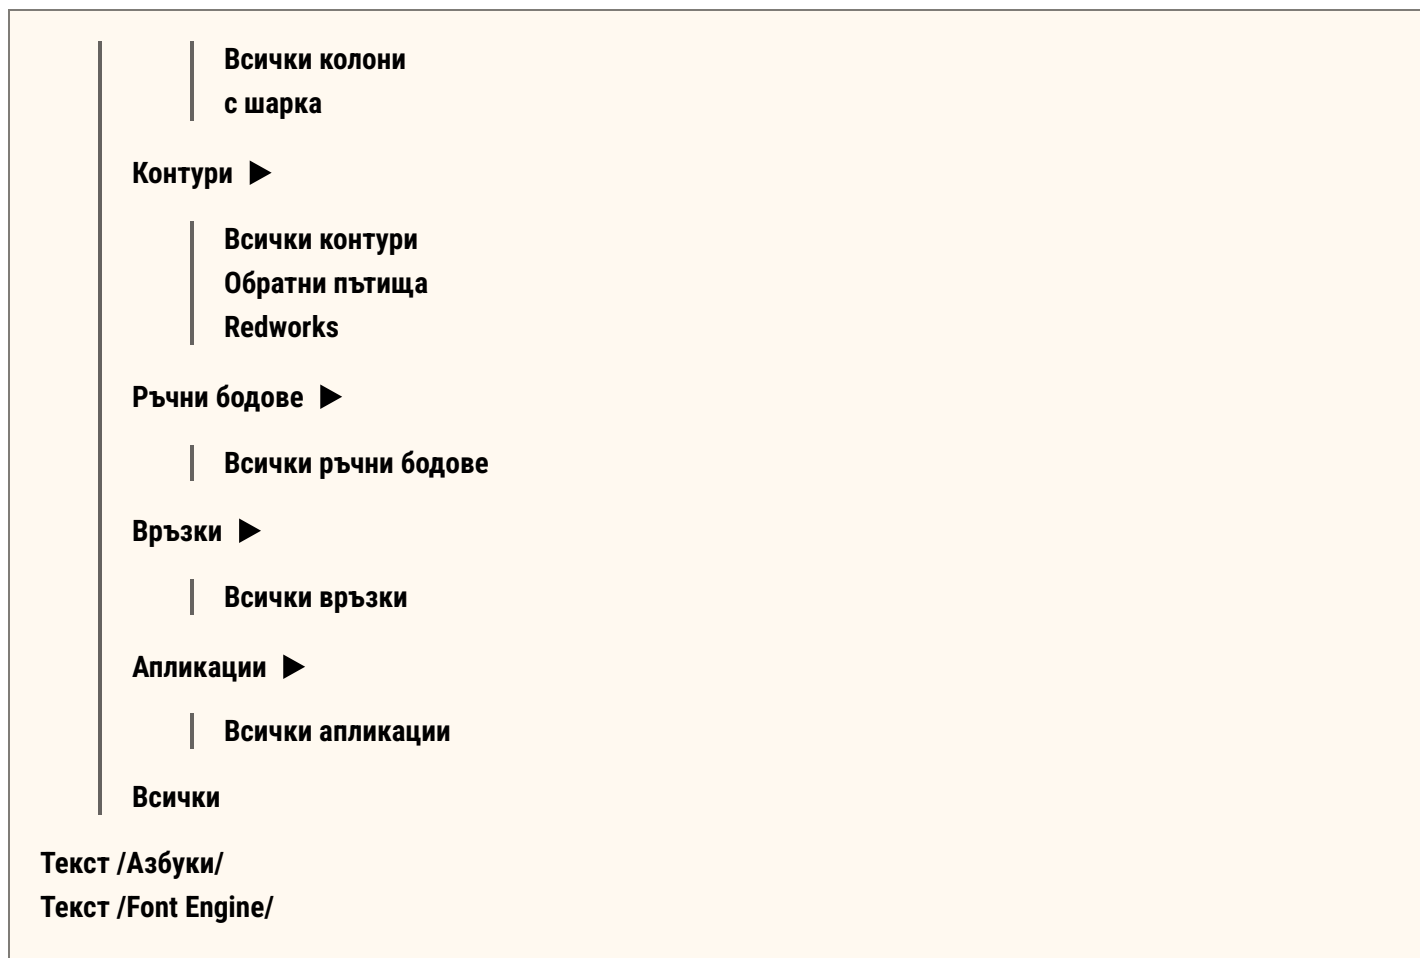 Всички колони
с шарка
Контури ▶
Всички контури
Обратни пътища
Redworks
Ръчни бодове ▶
Всички ръчни бодове
Връзки ▶
Всички връзки
Апликации ▶
Всички апликации
Всички
Текст /Азбуки/
Текст /Font Engine/